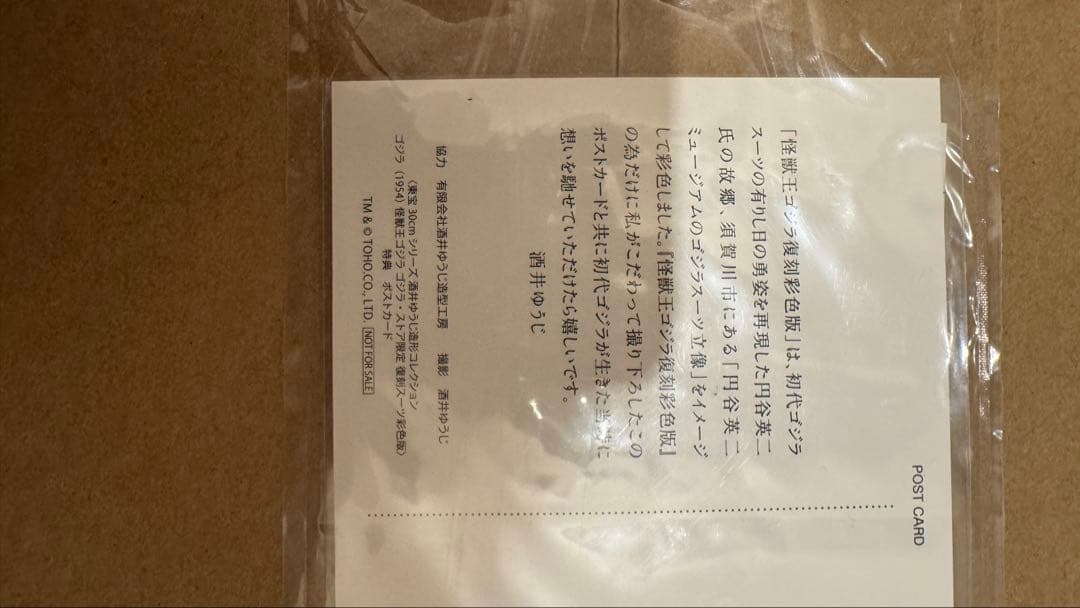 POST CARD
「怪獣王ゴジラ復刻彩色版」は、初代ゴジラ
スーツの有りし日の勇姿を再現した円谷英二
氏の故郷、須賀川市にある「円谷英二
ミュージアムのゴジラスーツ立像」をイメージ
して彩色しました。『怪獣王ゴジラ復刻彩色版』
の為だけに私がこだわって撮り下ろしたこの
ポストカードと共に初代ゴジラが生きた当時に
想いを馳せていただけたら嬉しいです。
酒井ゆうじ
協力 有限会社酒井ゆうじ造型工房 撮影 酒井ゆうじ
〈東宝 30cm シリーズ 酒井ゆうじ造形コレクション
ゴジラ（1954）怪獣王ゴジラ ゴジラ・ストア限定 復刻スーツ彩色版〉
特典 ポストカード
TM & © TOHO.CO., LTD. NOT FOR SALE